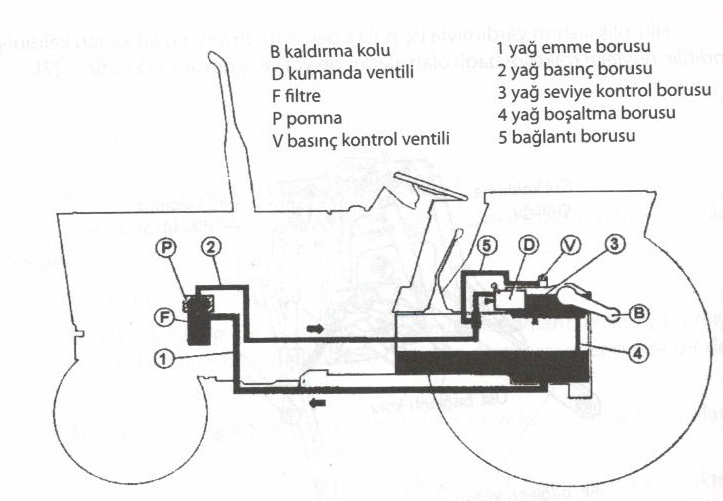 B kaldırma kolu
D kumanda ventili
F filtre
P pomna
V basınç kontrol ventili
1 yağ emme borusu
2 yağ basınç borusu
3 yağ seviye kontrol borusu
4 yağ boşaltma borusu
5 bağlantı borusu
P
2
5
D
V
3
F
B
1
4